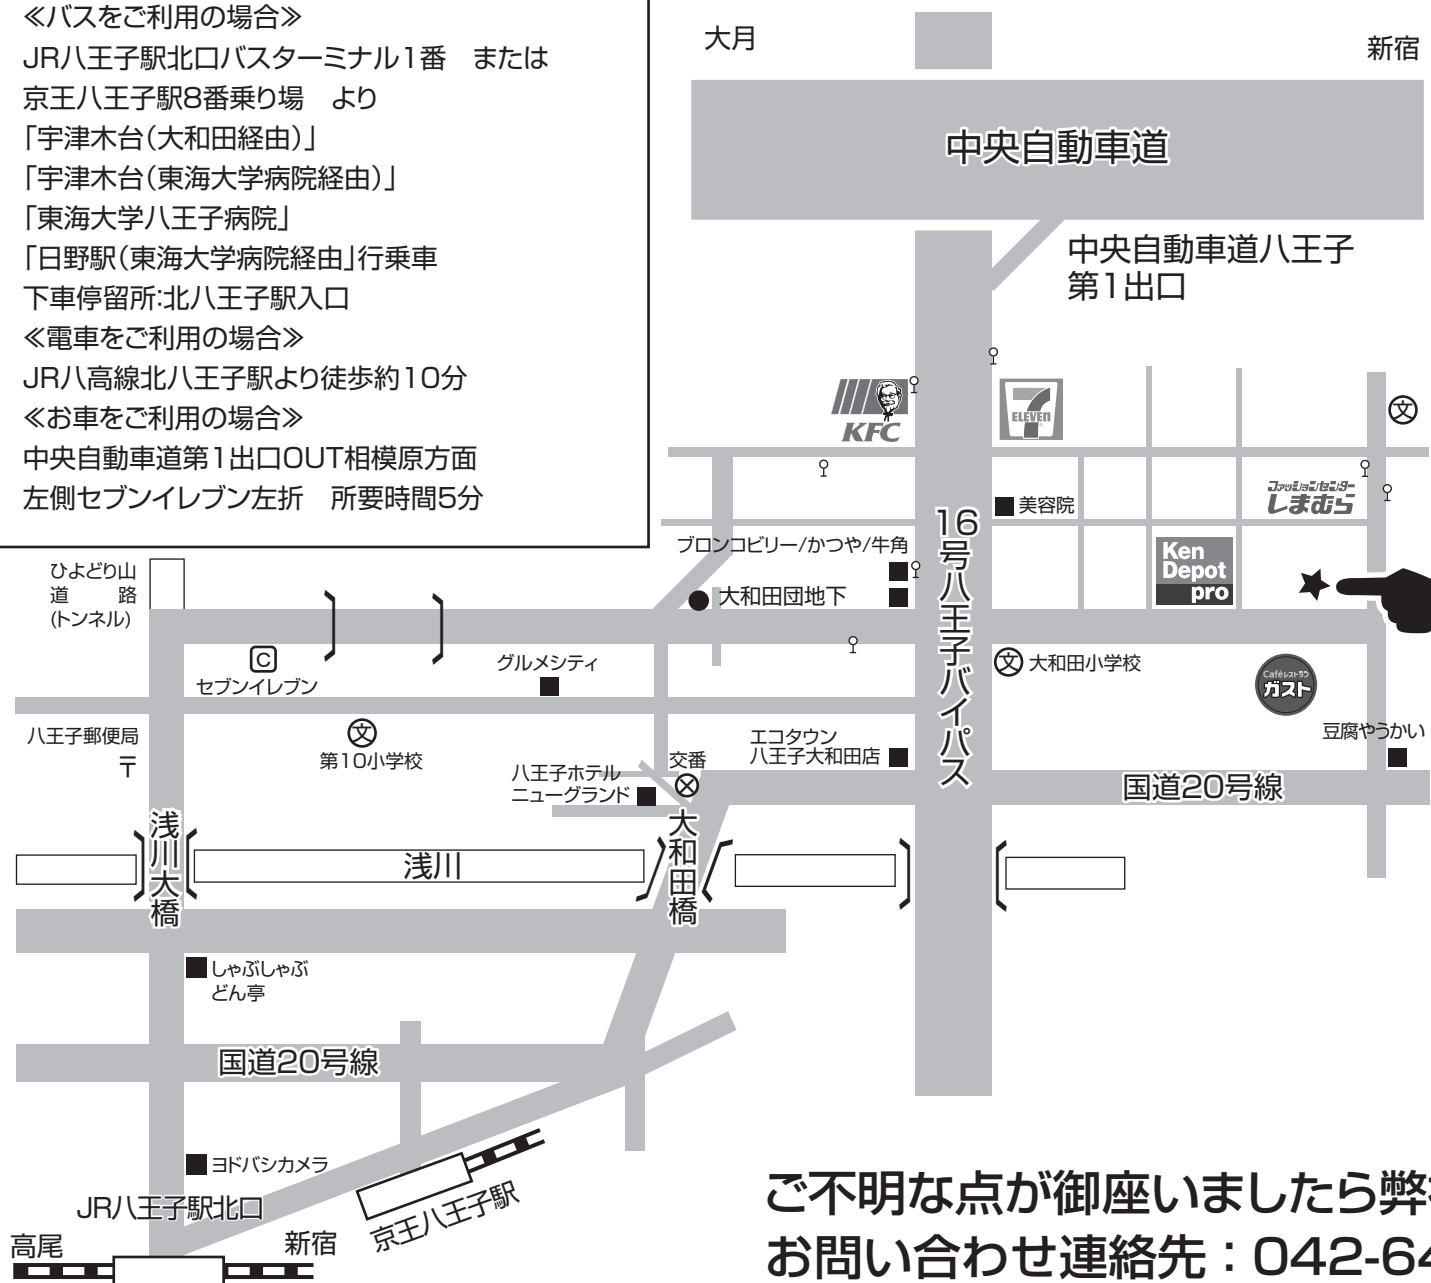 ≪バスをご利用の場合≫
JR八王子駅北口バスターミナル1番　または
京王八王子駅8番乗り場　より
「宇津木台(大和田経由)」
「宇津木台(東海大学病院経由)」
「東海大学八王子病院」
「日野駅(東海大学病院経由」行乗車
下車停留所:北八王子駅入口
≪電車をご利用の場合≫
JR八高線北八王子駅より徒歩約10分
≪お車をご利用の場合≫
中央自動車道第1出口OUT相模原方面
左側セブンイレブン左折　所要時間5分
大月
新宿
中央自動車道
中央自動車道八王子
第1出口
KFC
7
ELEVEn
文
ファッションセンター
しまむら
美容院
16号八王子バイパス
ブロンコビリー/かつや/牛角
Ken
Depot
pro
大和田団地下
ひよどり山
道　路
(トンネル)
C
セブンイレブン
グルメシティ
文 大和田小学校
Caféレストラン
ガスト
八王子郵便局
〒
文
第10小学校
交番
エコタウン
八王子大和田店
豆腐やうかい
八王子ホテル
ニューグランド
国道20号線
浅川大橋
浅川
大和田橋
しゃぶしゃぶ
どん亭
国道20号線
ヨドバシカメラ
JR八王子駅北口
京王八王子駅
高尾
新宿
ご不明な点が御座いましたら弊
お問い合わせ連絡先：042-64